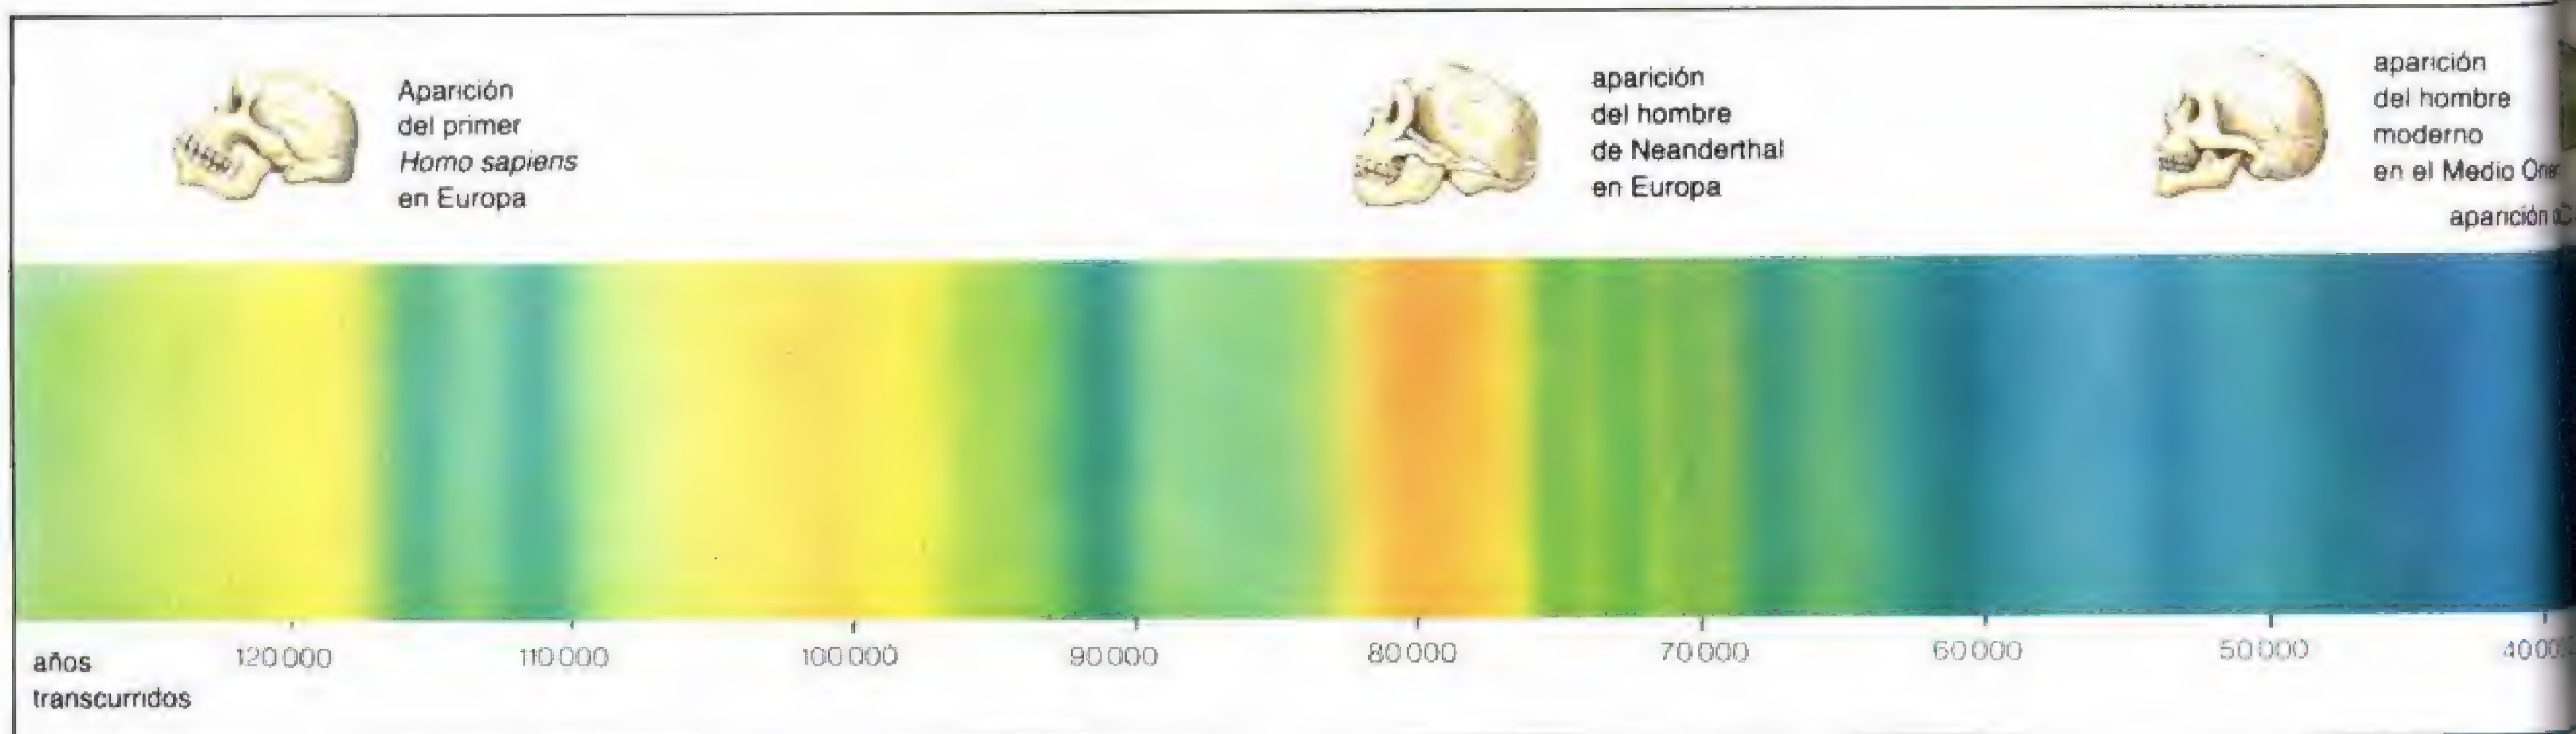 Aparición
del primer
Homo sapiens
en Europa
aparición
del hombre
de Neanderthal
en Europa
aparición
del hombre
moderno
en el Medio
aparición
años
transcurridos
120 000
110 000
100 000
90 000
80 000
70 000
60 000
50 000